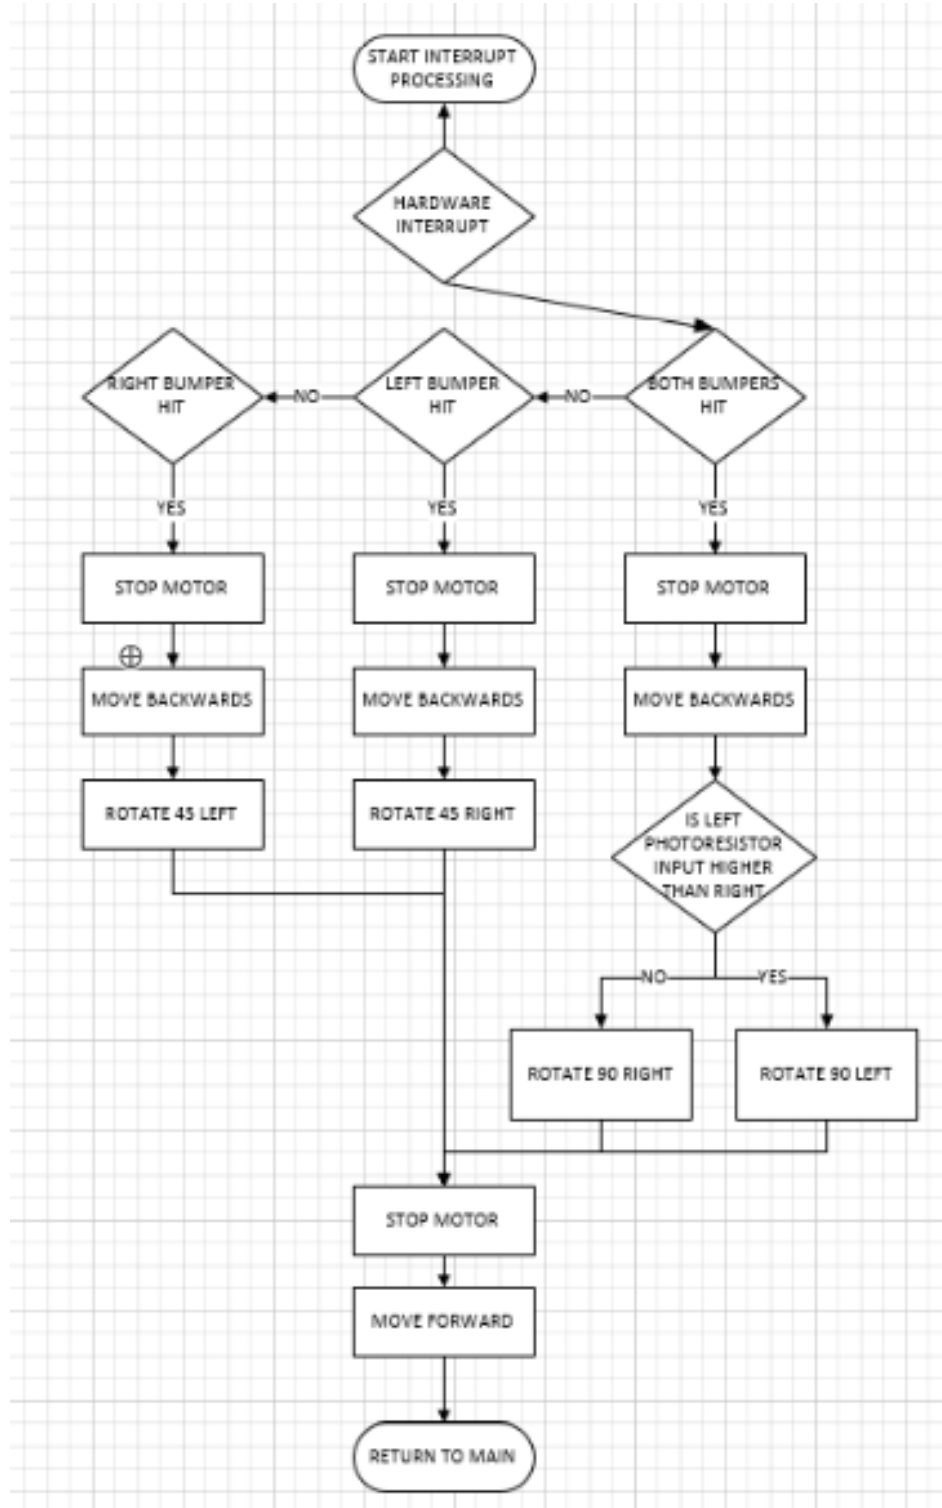 START INTERRUPT
PROCESSING
HARDWARE
INTERRUPT
RIGHT BUMPER
HIT
LEFT BUMPER
HIT
BOTH BUMPERS
HIT
NO
NO
YES
YES
YES
STOP MOTOR
STOP MOTOR
STOP MOTOR
MOVE BACKWARDS
MOVE BACKWARDS
MOVE BACKWARDS
ROTATE 45 LEFT
ROTATE 45 RIGHT
IS LEFT
PHOTORESISTOR
INPUT HIGHER
THAN RIGHT
NO
YES
ROTATE 90 RIGHT
ROTATE 90 LEFT
STOP MOTOR
MOVE FORWARD
RETURN TO MAIN